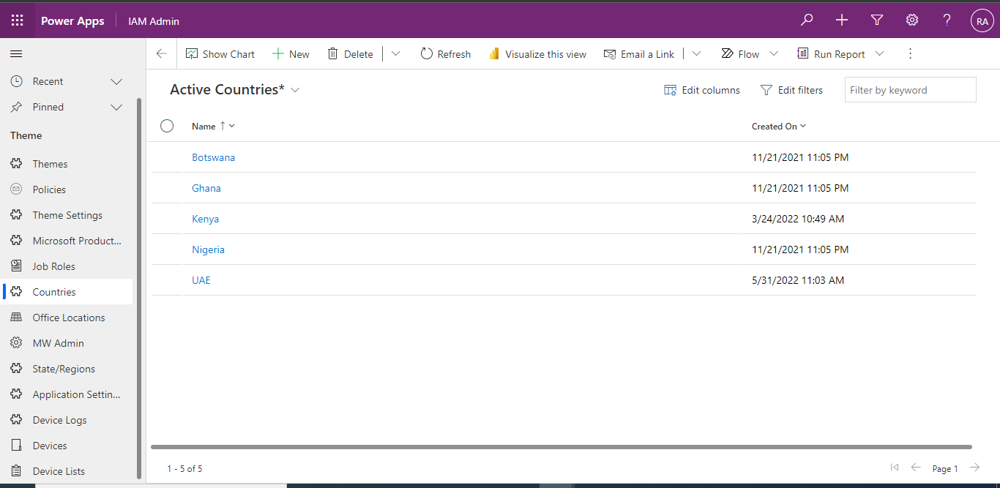 Power Apps IAM Admin RA
Show Chart New Delete Refresh Visualize this view Email a Link Flow Run Report
Recent
Pinned
Theme
Themes
Policies
Theme Settings
Microsoft Product...
Job Roles
Countries
Office Locations
MW Admin
State/Regions
Application Settin...
Device Logs
Devices
Device Lists
Active Countries* Edit columns Edit filters Filter by keyword
Name Created On
Botswana 11/21/2021 11:05 PM
Ghana 11/21/2021 11:05 PM
Kenya 3/24/2022 10:49 AM
Nigeria 11/21/2021 11:05 PM
UAE 5/31/2022 11:03 AM
1 - 5 of 5 Page 1